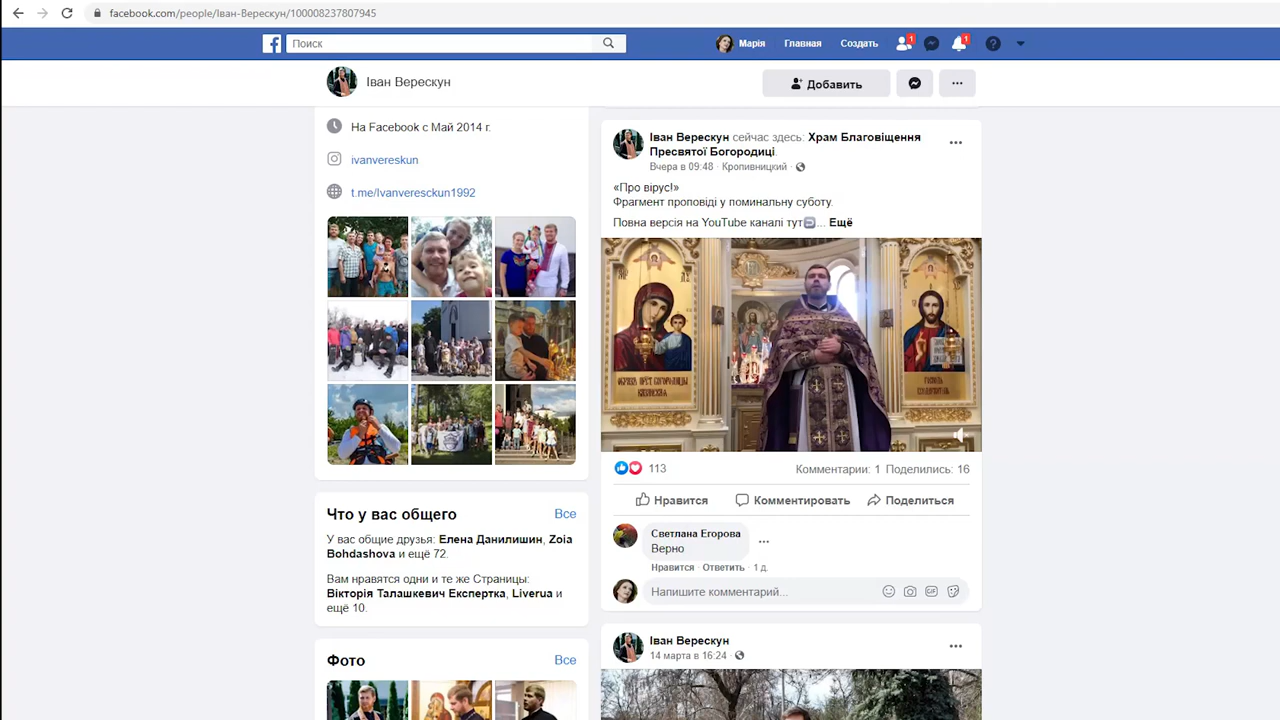 facebook.com/people/Іван-Верескун/100008237807945
Поиск
Марія
Главная
Создать
1
1
Іван Верескун
Добавить
На Facebook с Май 2014 г.
ivanvereskun
t.me/Ivanveresckun1992
Что у вас общего
Все
У вас общие друзья: Елена Данилишин, Zoia
Bohdashova и ещё 72.
Вам нравятся одни и те же Страницы:
Вікторія Талашкевич Експертка, Liverua и
ещё 10.
Фото
Все
Іван Верескун сейчас здесь: Храм Благовіщення
Пресвятої Богородиці.
Вчера в 09:48 · Кропивницкий ·
«Про вірус!»
Фрагмент проповіді у поминальну суботу.
Повна версія на YouTube каналі тут... Ещё
113
Комментарии: 1 Поделились: 16
Нравится
Комментировать
Поделиться
Светлана Егорова
Верно
Нравится · Ответить · 1 д.
Напишите комментарий...
GIF
Іван Верескун
14 марта в 16:24 ·